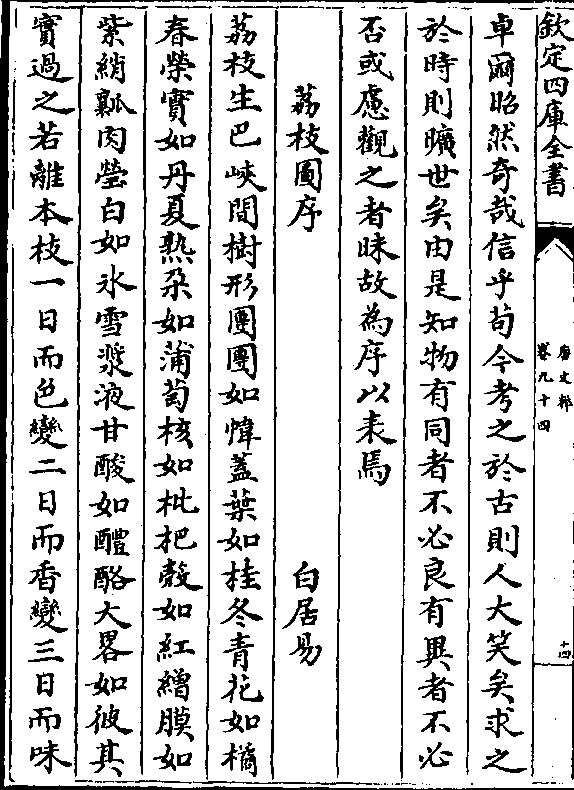 欽定四庫全書
唐文粹
卷九十四
十四
卓爾昭然奇哉信乎苟今考之於古則人大笑矣求之
於時則曠世矣由是知物有同者不必良有異者不必
否或慮觀之者昧故為序以表焉
荔枝圖序　　白居易
荔枝生巴峽間樹形團團如幃蓋葉如桂冬青花如橘
春榮實如丹夏熟朶如蒲萄核如枇杷殼如紅繒膜如
紫綃瓤肉瑩白如氷雪漿液甘酸如醴酪大畧如彼其
實過之若離本枝一日而色變二日而香變三日而味